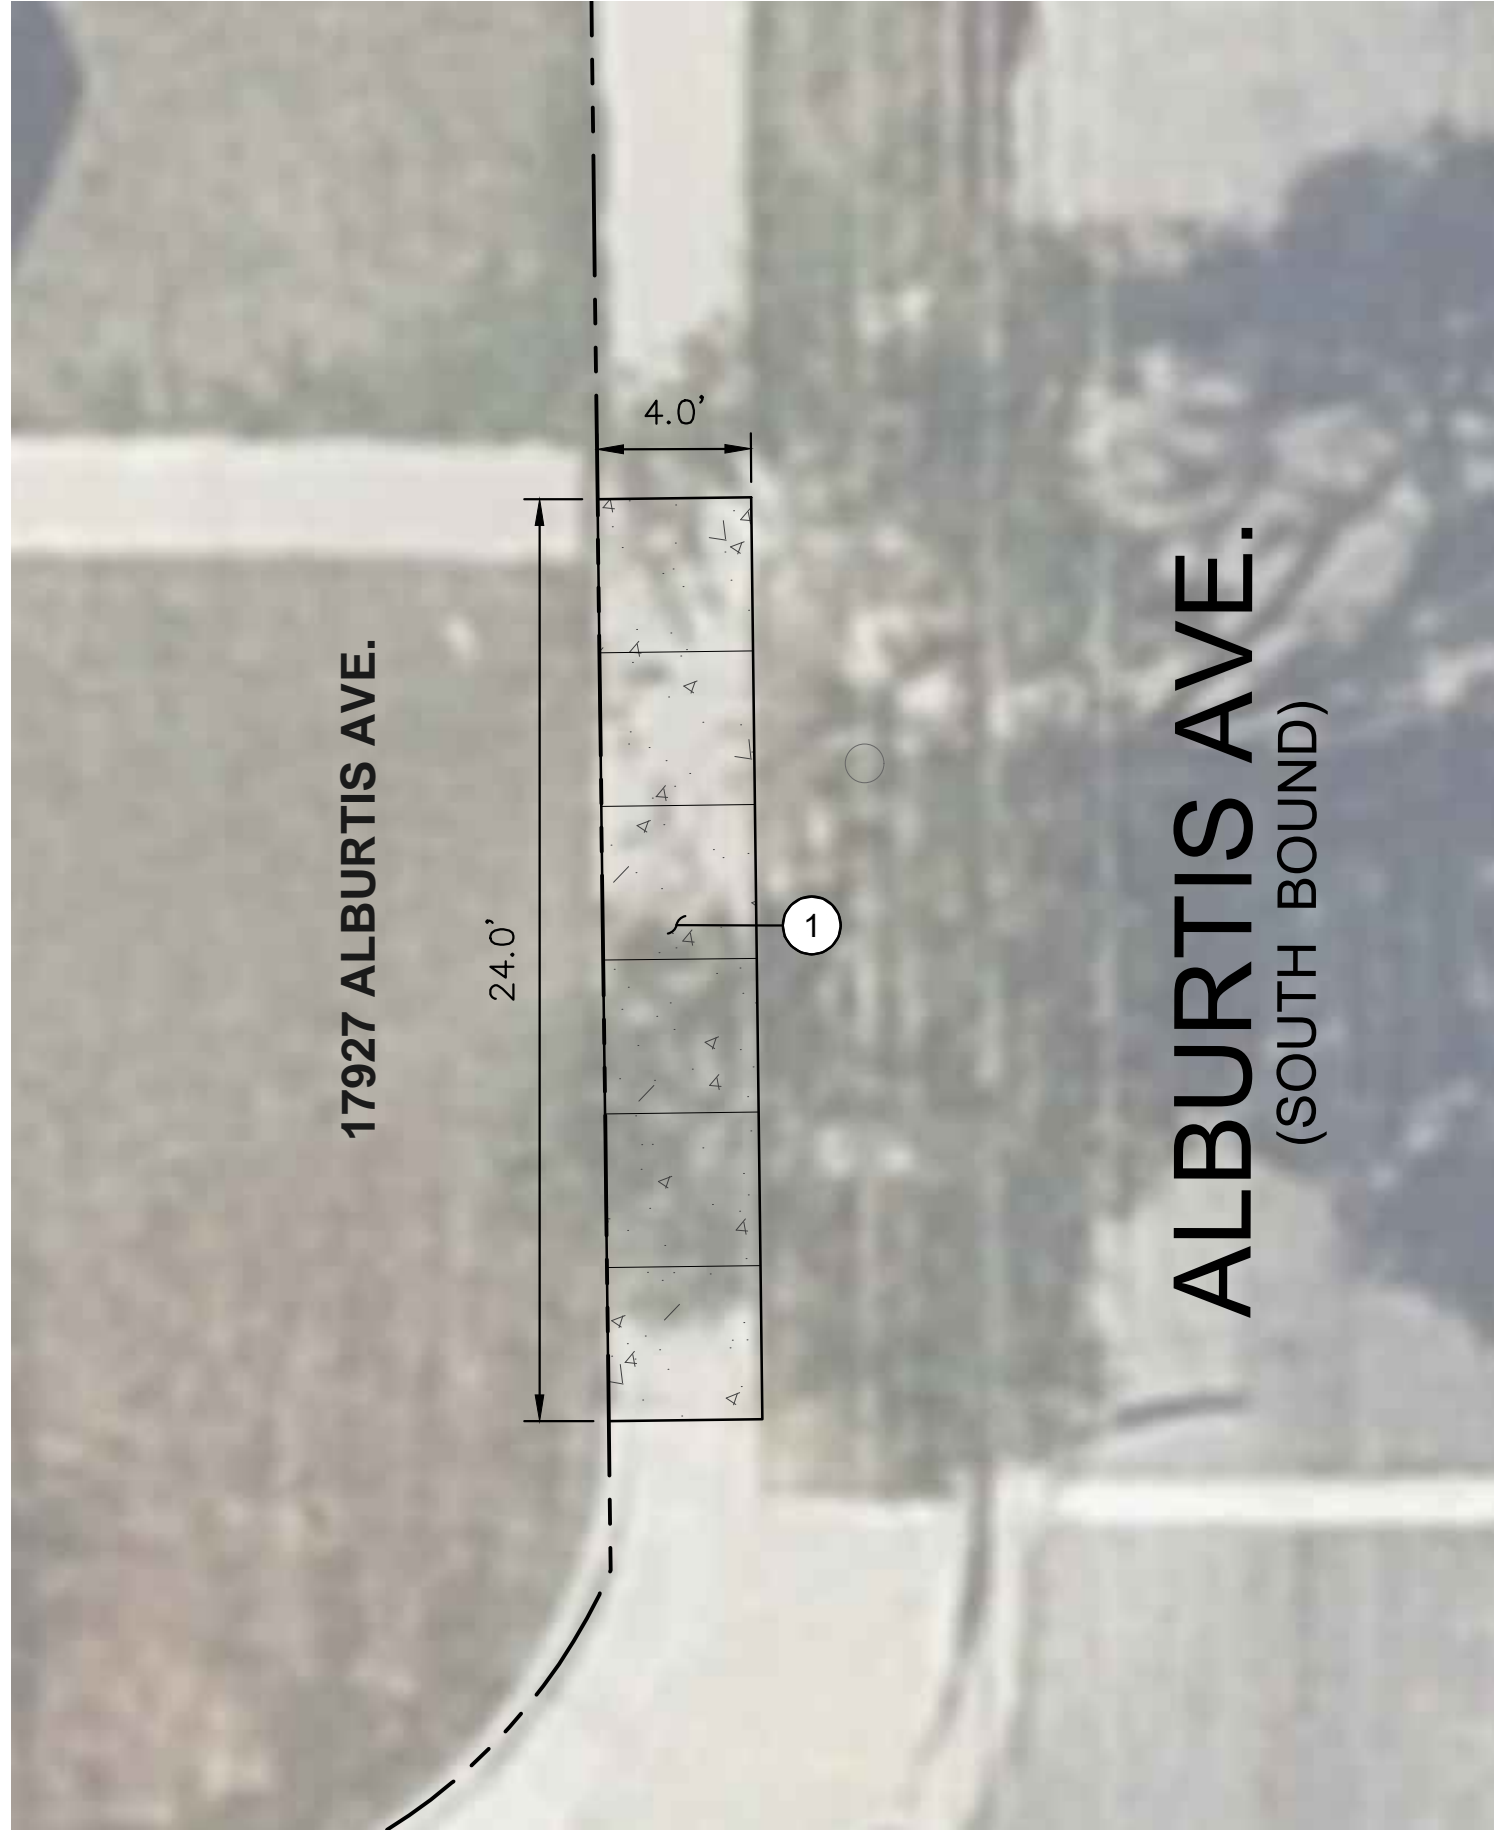 4.0'
17927 ALBURTIS AVE.
24.0'
1
ALBURTIS AVE.
(SOUTH BOUND)